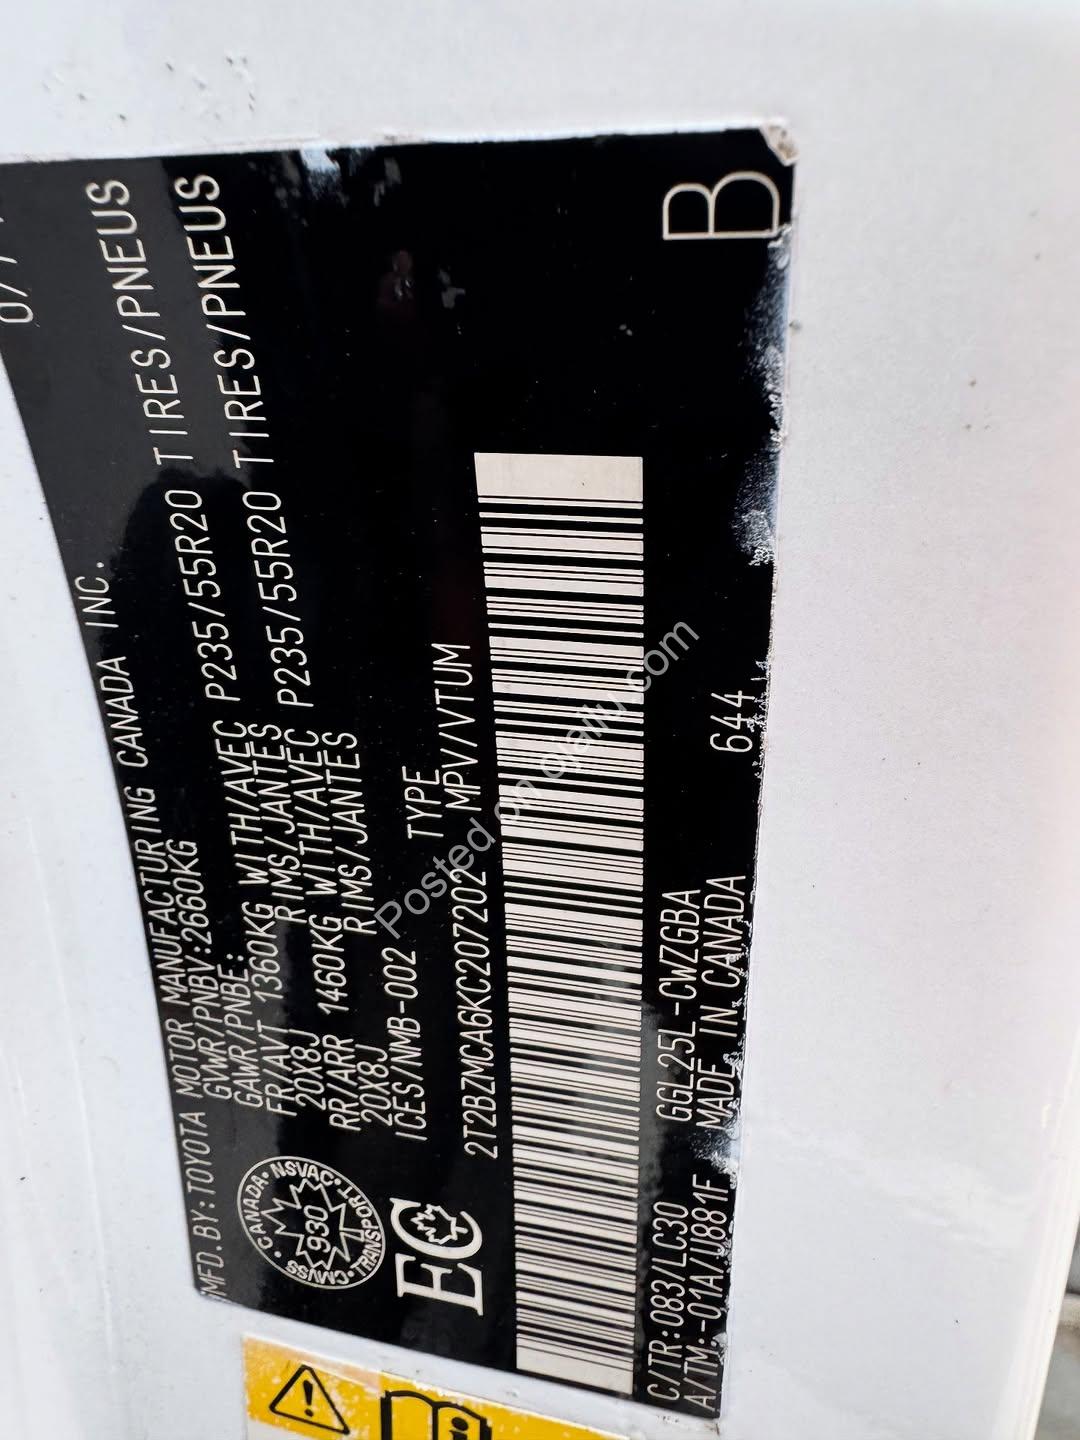 07/1
MFD.BY:TOYOTA MOTOR MANUFACTURING CANADA INC.
GVWR/PNBV:2660KG
GAWR/PNBE:
FR/AVT 1360KG WITH/AVEC P235/55R20 TIRES/PNEUS
20X8J RIMS/JANTES
RR/ARR 1460KG WITH/AVEC P235/55R20 TIRES/PNEUS
20X8J RIMS/JANTES
ICES/NMB-002 TYPE
2T2BZMCA6KC207202 MPV/VTUM
CANADA NSVAC
930
CMVSS TRANSPORT
EC
C/TR:083/LC30 GGL25L-CWZGBA
A/TM:-01A/U881F MADE IN CANADA 644
B
Posted on ojaliu.com
i